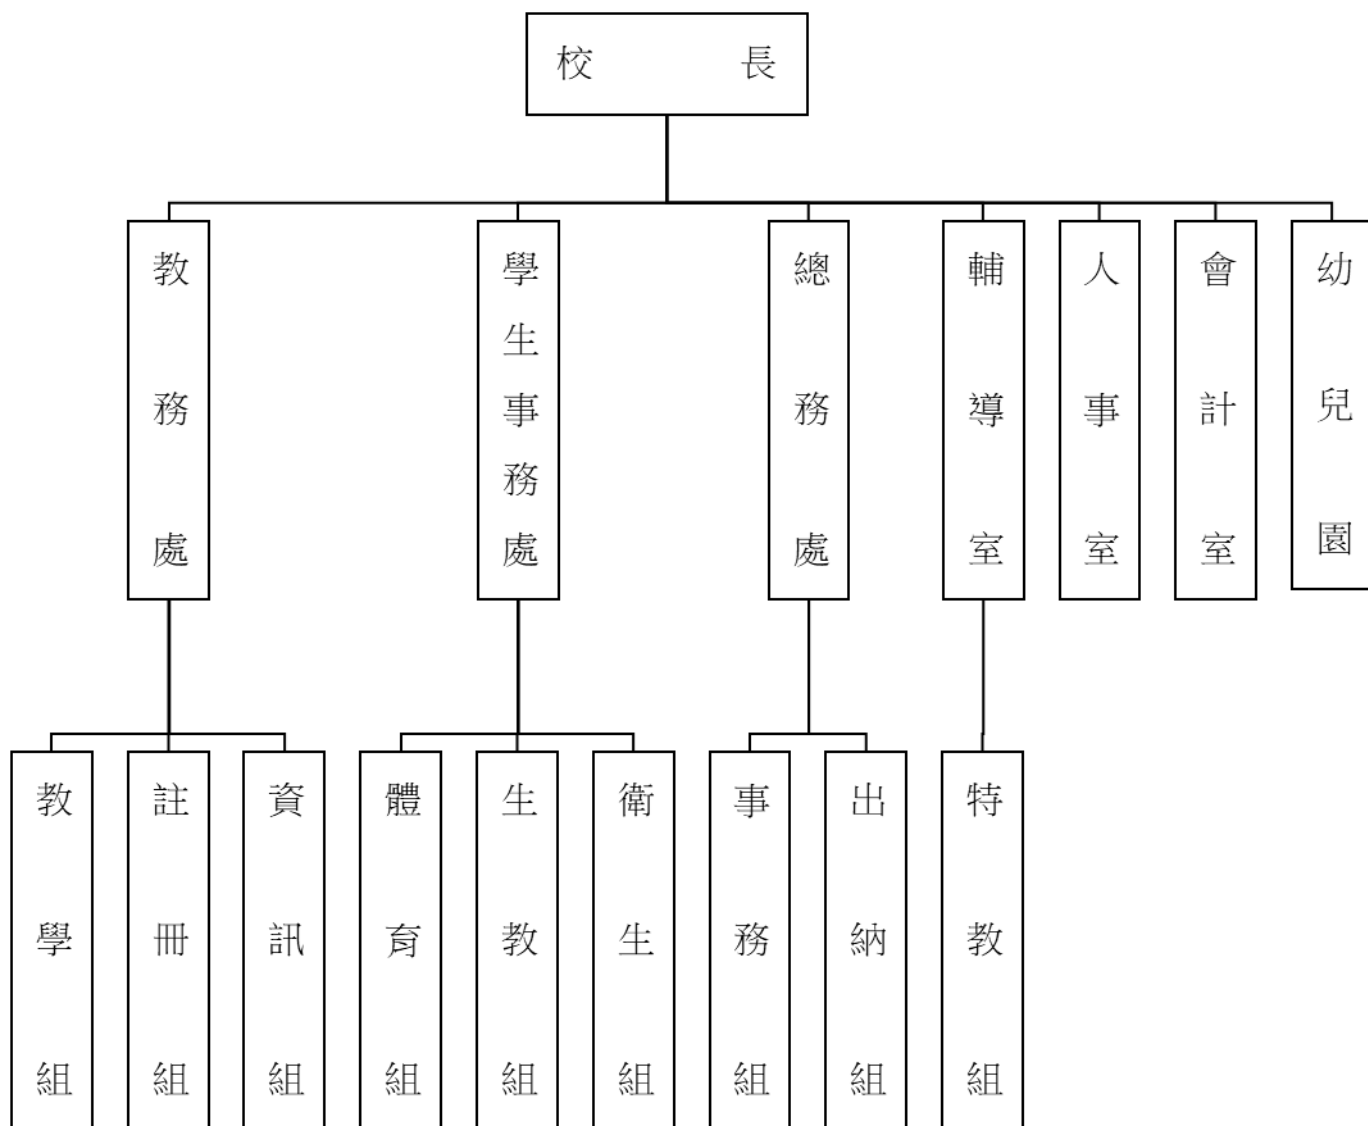 校長
教務處
學生事務處
總務處
輔導室
人事室
會計室
幼兒園
教學組
註冊組
資訊組
體育組
生教組
衛生組
事務組
出納組
特教組